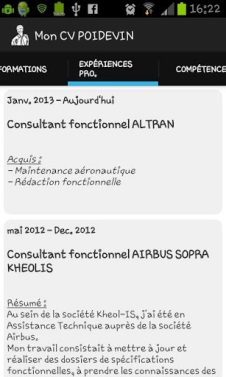 16:22
Mon CV POIDEVIN
FORMATIONS
EXPÉRIENCES PRO.
COMPÉTENCE
Janv. 2013 – Aujourd'hui
Consultant fonctionnel ALTRAN
Acquis :
- Maintenance aéronautique
- Rédaction fonctionnelle
mai 2012 – Dec. 2012
Consultant fonctionnel AIRBUS SOPRA
KHEOLIS
Résumé :
Au sein de la société Kheol-IS, j'ai été en
Assistance Technique auprès de la société
Airbus.
Mon travail consistait à mettre à jour et
réaliser des dossiers de spécifications
fonctionnelles, à prendre les connaissances des